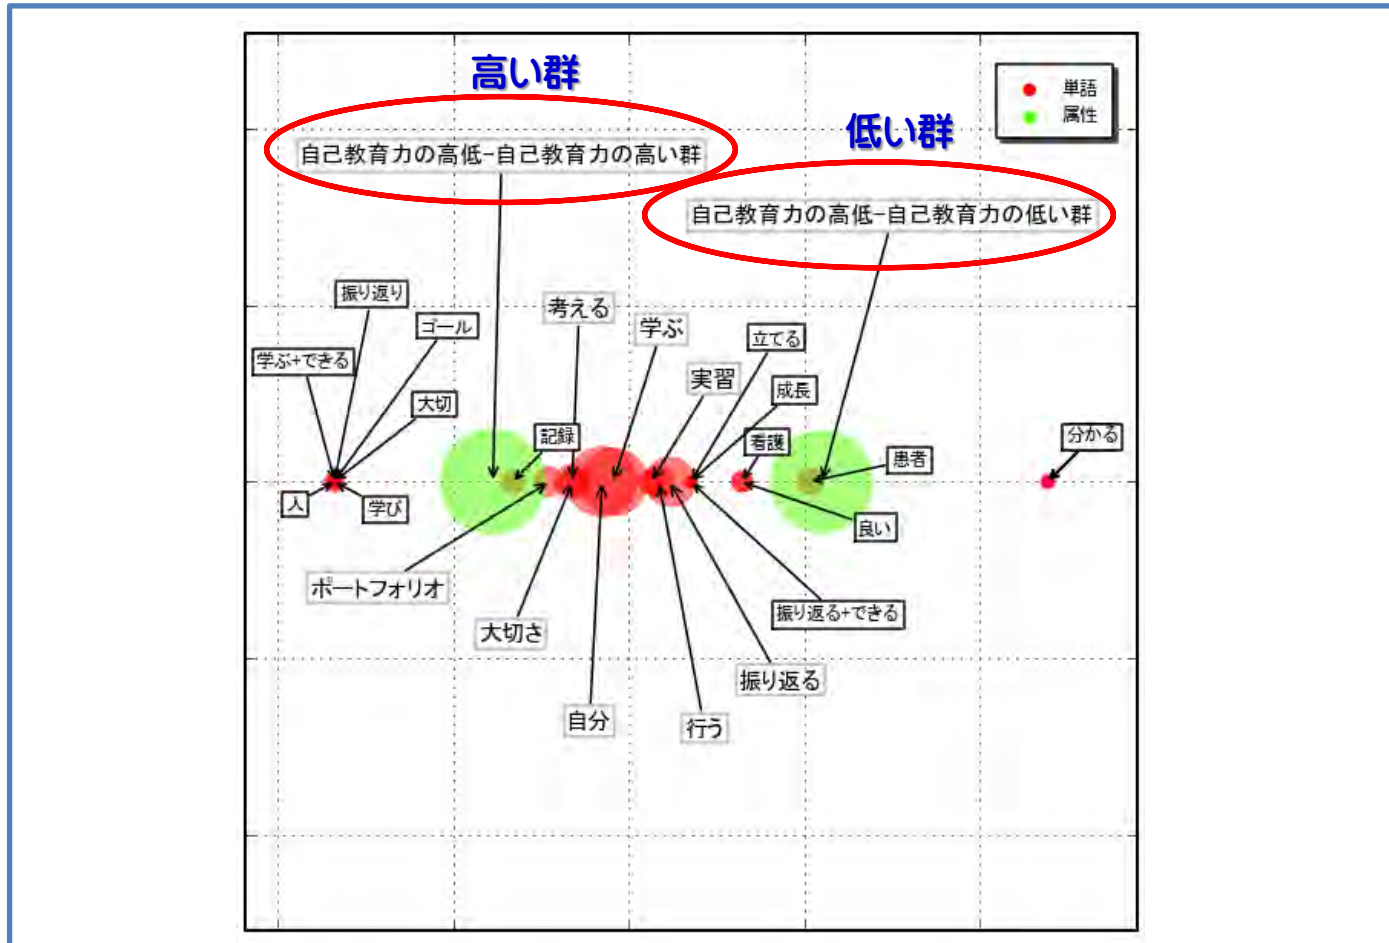 高い群
低い群
単語
属性
自己教育力の高低-自己教育力の高い群
自己教育力の高低-自己教育力の低い群
振り返り
ゴール
学ぶ+できる
大切
人
学び
考える
学ぶ
実習
立てる
成長
記録
看護
患者
分かる
良い
ポートフォリオ
大切さ
振り返る+できる
振り返る
自分
行う